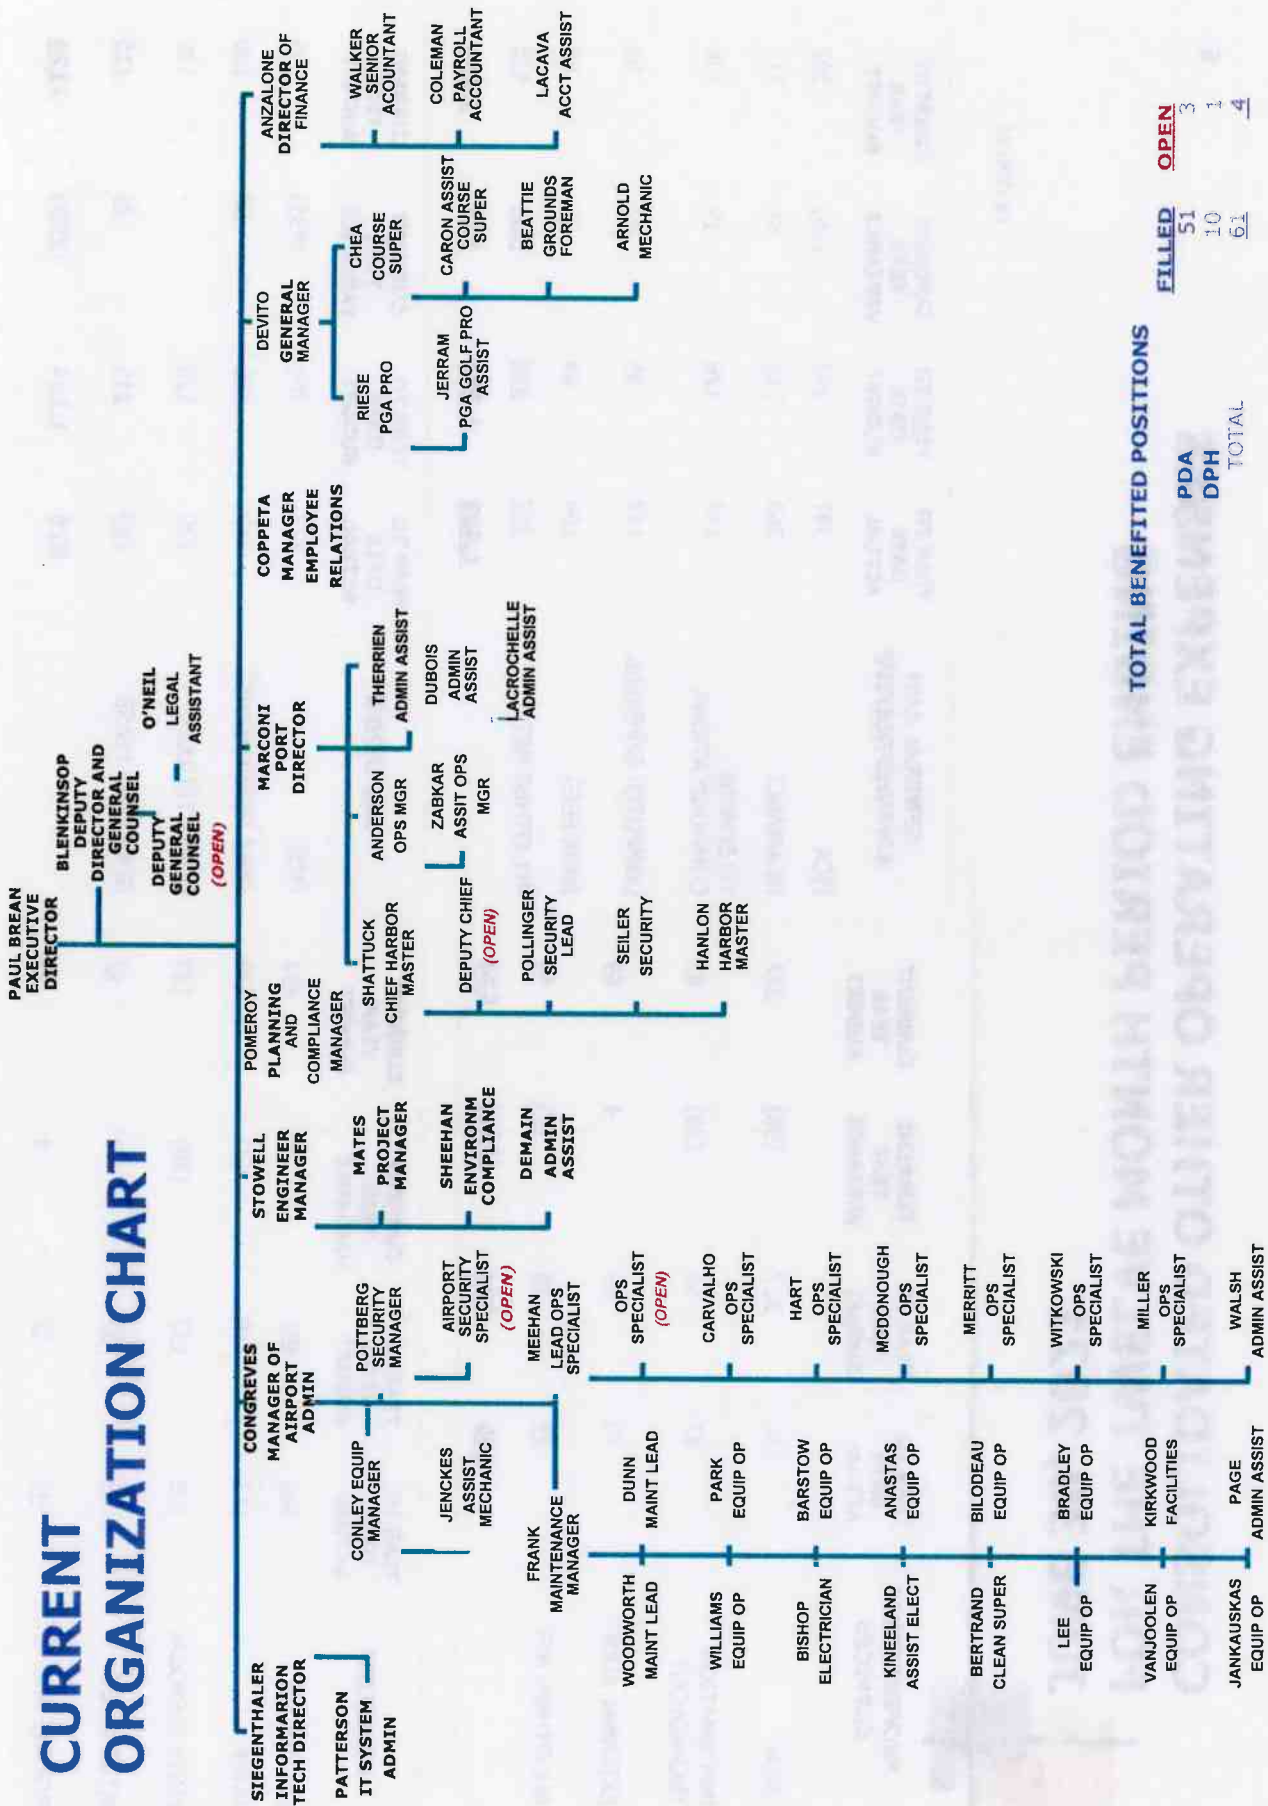 CURRENT
ORGANIZATION CHART
PAUL BREAN
EXECUTIVE
DIRECTOR
BLENKINSOP
DEPUTY
DIRECTOR AND
GENERAL
COUNSEL
DEPUTY
GENERAL
COUNSEL
(OPEN)
O'NEIL
LEGAL
ASSISTANT
SIEGENTHALER
INFORMARION
TECH DIRECTOR
PATTERSON
IT SYSTEM
ADMIN
CONGREVES
MANAGER OF
AIRPORT
ADMIN
CONLEY EQUIP
MANAGER
JENCKES
ASSIST
MECHANIC
POTTBERG
SECURITY
MANAGER
AIRPORT
SECURITY
SPECIALIST
(OPEN)
FRANK
MAINTENANCE
MANAGER
WOODWORTH
MAINT LEAD
DUNN
MAINT LEAD
WILLIAMS
EQUIP OP
PARK
EQUIP OP
BISHOP
ELECTRICIAN
BARSTOW
EQUIP OP
KINEELAND
ASSIST ELECT
ANASTAS
EQUIP OP
BERTRAND
CLEAN SUPER
BILODEAU
EQUIP OP
LEE
EQUIP OP
BRADLEY
EQUIP OP
VANJOOLEN
EQUIP OP
KIRKWOOD
FACILITIES
JANKAUSKAS
EQUIP OP
PAGE
ADMIN ASSIST
MEEHAN
LEAD OPS
SPECIALIST
OPS
SPECIALIST
(OPEN)
CARVALHO
OPS
SPECIALIST
HART
OPS
SPECIALIST
MCDONOUGH
OPS
SPECIALIST
MERRITT
OPS
SPECIALIST
WITKOWSKI
OPS
SPECIALIST
MILLER
OPS
SPECIALIST
WALSH
ADMIN ASSIST
STOWELL
ENGINEER
MANAGER
MATES
PROJECT
MANAGER
SHEEHAN
ENVIRONM
COMPLIANCE
DEMAIN
ADMIN
ASSIST
POMEROY
PLANNING
AND
COMPLIANCE
MANAGER
MARCONI
PORT
DIRECTOR
SHATTUCK
CHIEF HARBOR
MASTER
DEPUTY CHIEF
(OPEN)
POLLINGER
SECURITY
LEAD
SEILER
SECURITY
HANLON
HARBOR
MASTER
ANDERSON
OPS MGR
ZABKAR
ASSIT OPS
MGR
THERRIEN
ADMIN ASSIST
DUBOIS
ADMIN
ASSIST
LACROCHELLE
ADMIN ASSIST
COPPETA
MANAGER
EMPLOYEE
RELATIONS
DEVITO
GENERAL
MANAGER
RIESE
PGA PRO
JERRAM
PGA GOLF PRO
ASSIST
CHEA
COURSE
SUPER
CARON ASSIST
COURSE
SUPER
BEATTIE
GROUNDS
FOREMAN
ARNOLD
MECHANIC
ANZALONE
DIRECTOR OF
FINANCE
WALKER
SENIOR
ACOUNTANT
COLEMAN
PAYROLL
ACCOUNTANT
LACAVA
ACCT ASSIST
TOTAL BENEFITED POSITIONS
FILLED OPEN
PDA 51 3
DPH 10 1
TOTAL 61 4